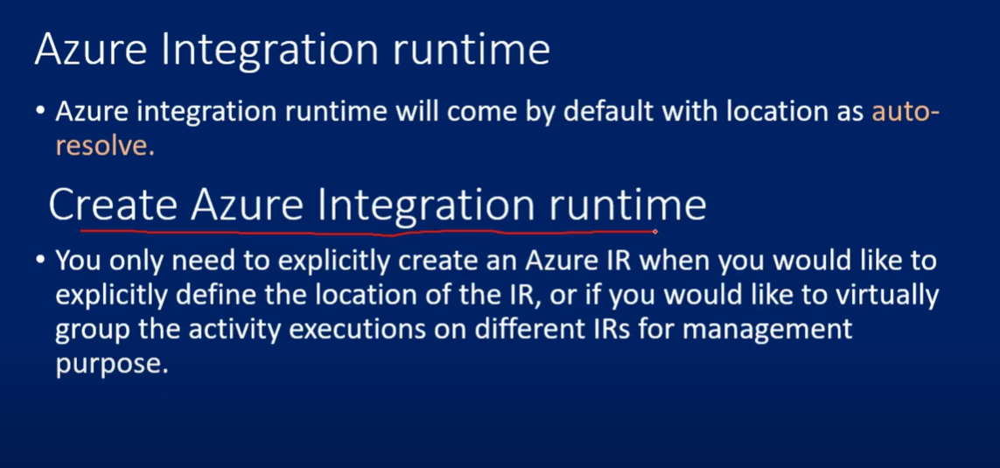 Azure Integration runtime
• Azure integration runtime will come by default with location as auto-
resolve.
Create Azure Integration runtime
• You only need to explicitly create an Azure IR when you would like to
explicitly define the location of the IR, or if you would like to virtually
group the activity executions on different IRs for management
purpose.